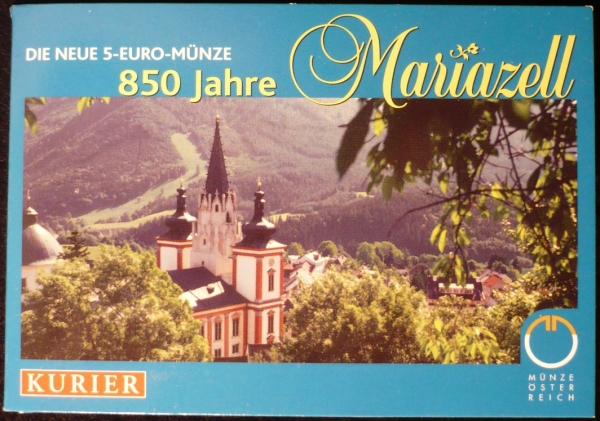 DIE NEUE 5-EURO-MÜNZE
850 Jahre Mariazell
KURIER
MÜNZE
ÖSTER
REICH